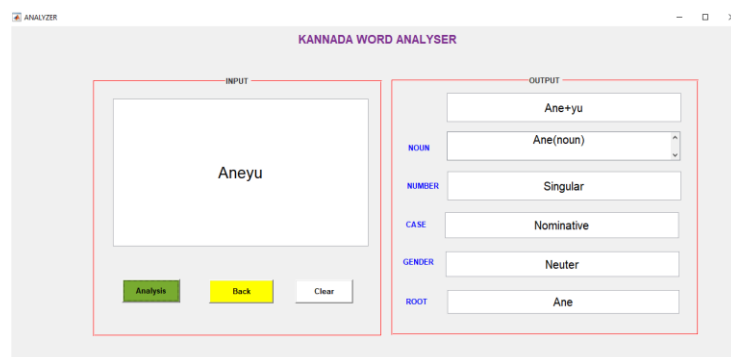 ANALYZER
KANNADA WORD ANALYSER
INPUT
Aneyu
Analysis Back Clear
OUTPUT
Ane+yu
NOUN Ane(noun)
NUMBER Singular
CASE Nominative
GENDER Neuter
ROOT Ane